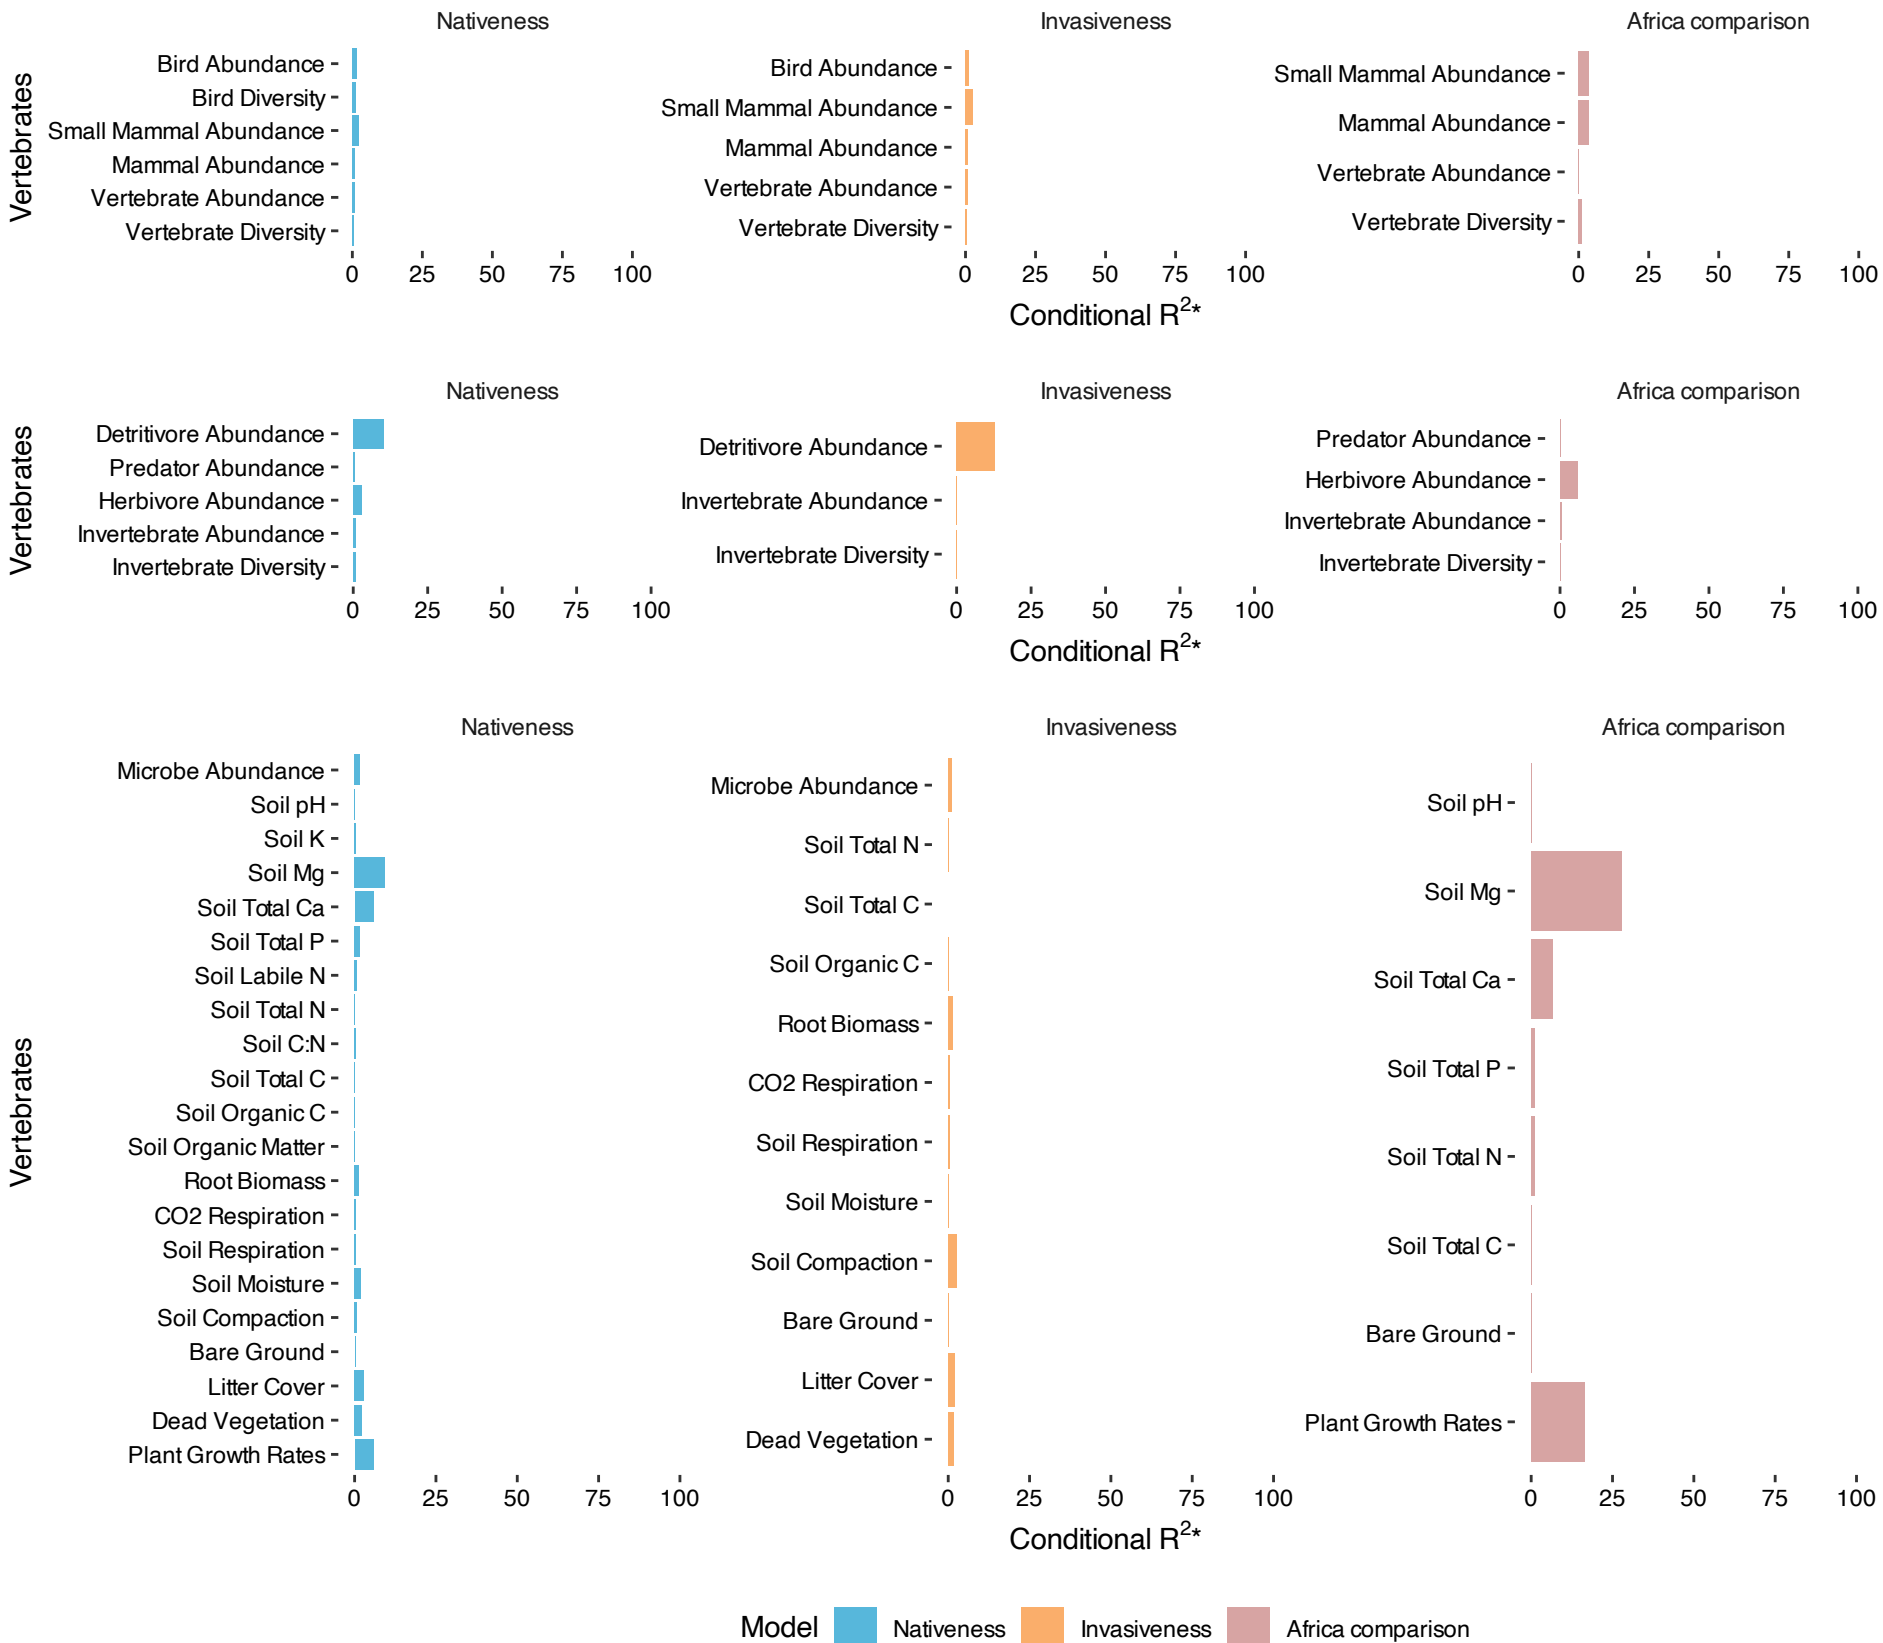 Nativeness
Invasiveness
Africa comparison
Vertebrates
Bird Abundance
Bird Diversity
Small Mammal Abundance
Mammal Abundance
Vertebrate Abundance
Vertebrate Diversity
0 25 50 75 100
Bird Abundance
Small Mammal Abundance
Mammal Abundance
Vertebrate Abundance
Vertebrate Diversity
0 25 50 75 100
Small Mammal Abundance
Mammal Abundance
Vertebrate Abundance
Vertebrate Diversity
0 25 50 75 100
Conditional R2*
Nativeness
Invasiveness
Africa comparison
Vertebrates
Detritivore Abundance
Predator Abundance
Herbivore Abundance
Invertebrate Abundance
Invertebrate Diversity
0 25 50 75 100
Detritivore Abundance
Invertebrate Abundance
Invertebrate Diversity
0 25 50 75 100
Predator Abundance
Herbivore Abundance
Invertebrate Abundance
Invertebrate Diversity
0 25 50 75 100
Conditional R2*
Nativeness
Invasiveness
Africa comparison
Vertebrates
Microbe Abundance
Soil pH
Soil K
Soil Mg
Soil Total Ca
Soil Total P
Soil Labile N
Soil Total N
Soil C:N
Soil Total C
Soil Organic C
Soil Organic Matter
Root Biomass
CO2 Respiration
Soil Respiration
Soil Moisture
Soil Compaction
Bare Ground
Litter Cover
Dead Vegetation
Plant Growth Rates
0 25 50 75 100
Microbe Abundance
Soil Total N
Soil Total C
Soil Organic C
Root Biomass
CO2 Respiration
Soil Respiration
Soil Moisture
Soil Compaction
Bare Ground
Litter Cover
Dead Vegetation
0 25 50 75 100
Soil pH
Soil Mg
Soil Total Ca
Soil Total P
Soil Total N
Soil Total C
Bare Ground
Plant Growth Rates
0 25 50 75 100
Conditional R2*
Model Nativeness Invasiveness Africa comparison